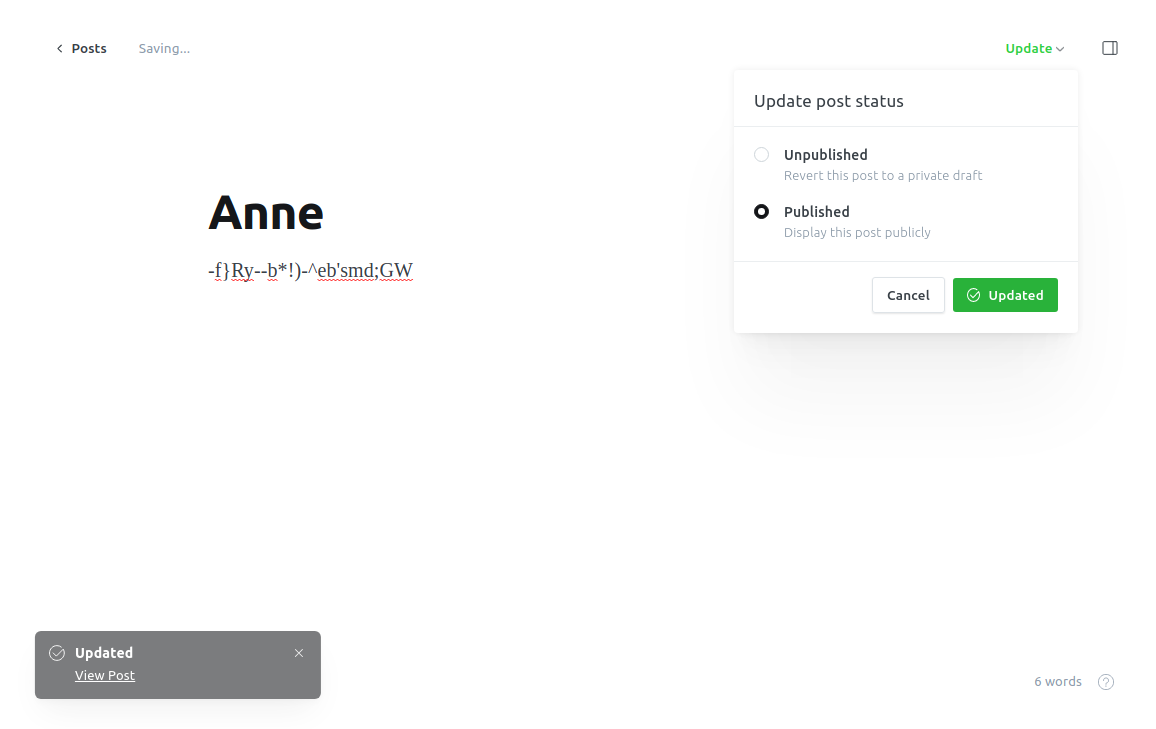 Posts
Saving...
Update
Update post status
Unpublished
Revert this post to a private draft
Published
Display this post publicly
Cancel
Updated
Anne
-f}Ry--b*!)-^eb'smd;GW
Updated
View Post
6 words
?